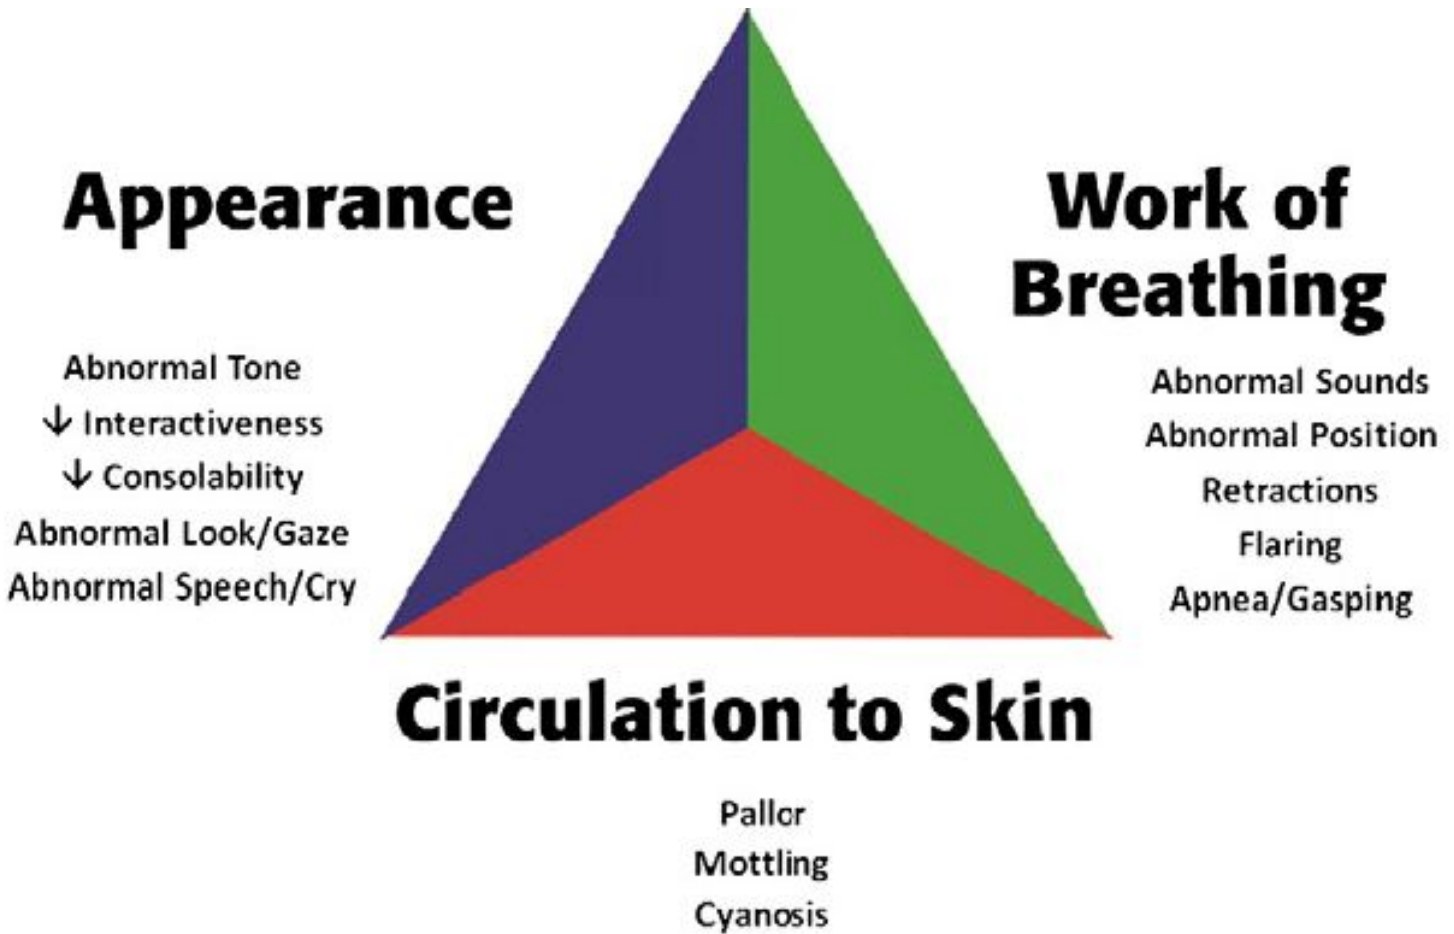 Appearance
Abnormal Tone
↓ Interactiveness
↓ Consolability
Abnormal Look/Gaze
Abnormal Speech/Cry
Work of
Breathing
Abnormal Sounds
Abnormal Position
Retractions
Flaring
Apnea/Gasping
Circulation to Skin
Pallor
Mottling
Cyanosis